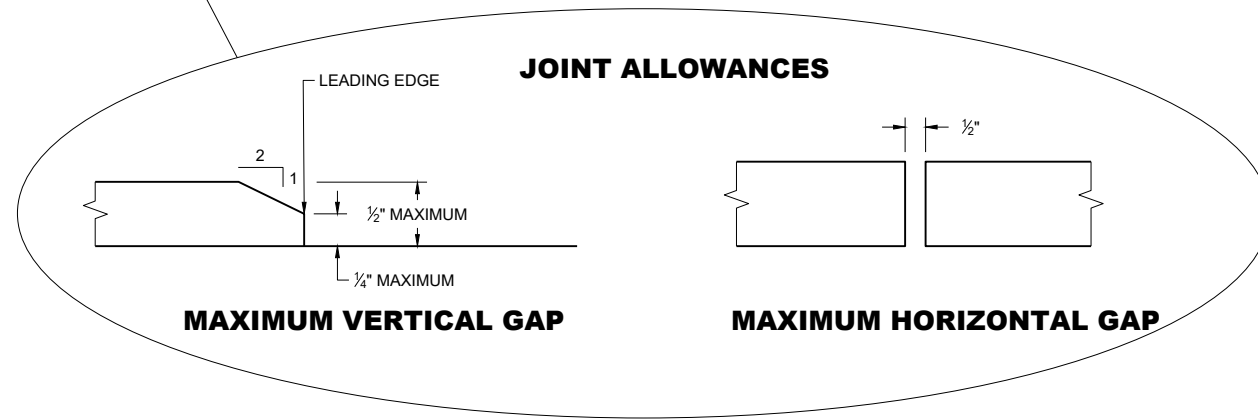 JOINT ALLOWANCES
LEADING EDGE
2
1
½" MAXIMUM
¼" MAXIMUM
MAXIMUM VERTICAL GAP
½"
MAXIMUM HORIZONTAL GAP